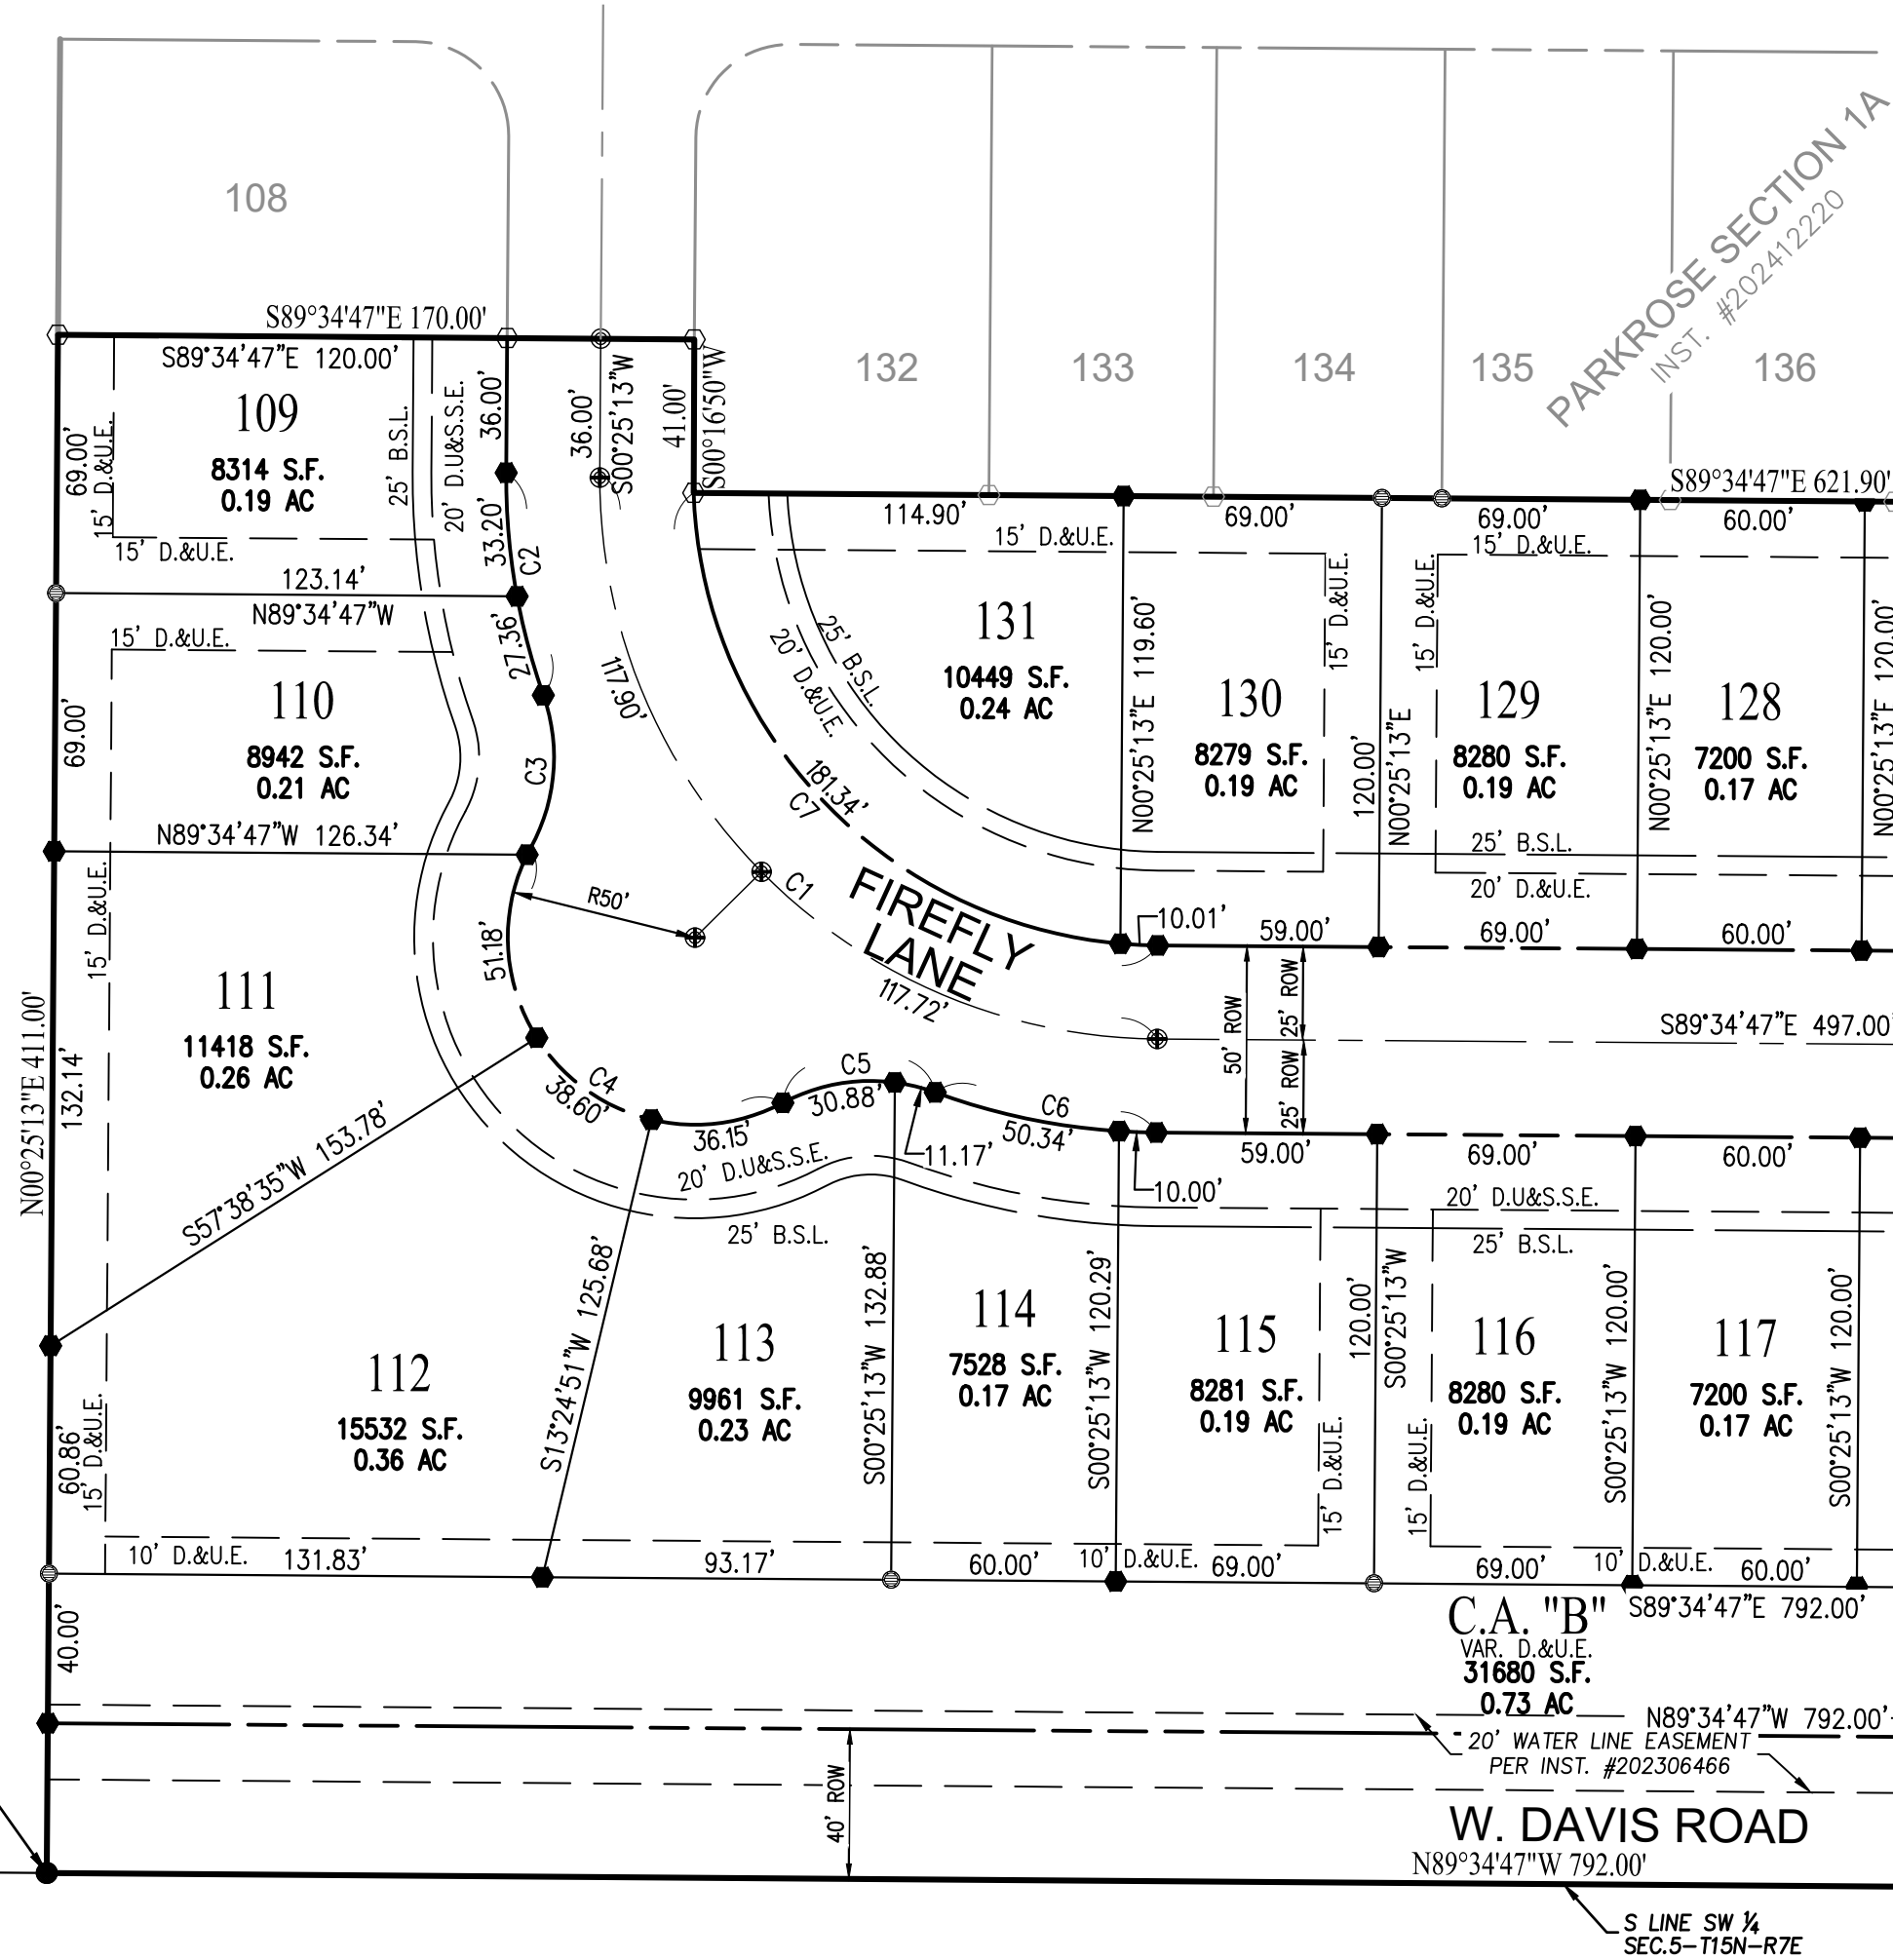 108
PARKROSE SECTION 1A
INST. #202412220
132
133
134
135
136
S89°34'47"E 170.00'
S89°34'47"E 120.00'
109
8314 S.F.
0.19 AC
69.00'
15' D.&U.E.
15' D.&U.E.
25' B.S.L.
20' D.U&S.S.E.
36.00'
33.20'
C2
36.00'
S00°25'13"W
41.00'
S00°16'50"W
S89°34'47"E 621.90'
114.90'
69.00'
69.00'
60.00'
15' D.&U.E.
15' D.&U.E.
123.14'
N89°34'47"W
15' D.&U.E.
110
8942 S.F.
0.21 AC
69.00'
27.36'
C3
N89°34'47"W 126.34'
117.90'
20' D.&U.E.
25' B.S.L.
131
10449 S.F.
0.24 AC
N00°25'13"E 119.60'
130
8279 S.F.
0.19 AC
15' D.&U.E.
120.00'
N00°25'13"E
15' D.&U.E.
129
8280 S.F.
0.19 AC
N00°25'13"E 120.00'
128
7200 S.F.
0.17 AC
N00°25'13"E 120.00'
181.34'
C7
C1
R50'
25' B.S.L.
20' D.&U.E.
FIREFLY
LANE
117.72'
10.01'
59.00'
69.00'
60.00'
50' ROW
25' ROW
25' ROW
S89°34'47"E 497.00'
15' D.&U.E.
111
11418 S.F.
0.26 AC
N00°25'13"E 411.00'
132.14'
51.18'
S57°38'35"W 153.78'
C4
38.60'
36.15'
C5
30.88'
11.17'
C6
50.34'
10.00'
59.00'
69.00'
60.00'
20' D.U&S.S.E.
25' B.S.L.
20' D.U&S.S.E.
25' B.S.L.
112
15532 S.F.
0.36 AC
60.86'
15' D.&U.E.
S13°24'51"W 125.68'
113
9961 S.F.
0.23 AC
S00°25'13"W 132.88'
114
7528 S.F.
0.17 AC
S00°25'13"W 120.29'
115
8281 S.F.
0.19 AC
15' D.&U.E.
120.00'
S00°25'13"W
15' D.&U.E.
116
8280 S.F.
0.19 AC
S00°25'13"W 120.00'
117
7200 S.F.
0.17 AC
S00°25'13"W 120.00'
10' D.&U.E.
131.83'
93.17'
60.00'
10' D.&U.E.
69.00'
69.00'
10' D.&U.E.
60.00'
40.00'
C.A. "B"
S89°34'47"E 792.00'
VAR. D.&U.E.
31680 S.F.
0.73 AC
N89°34'47"W 792.00'
20' WATER LINE EASEMENT
PER INST. #202306466
40' ROW
W. DAVIS ROAD
N89°34'47"W 792.00'
S LINE SW ¼
SEC.5-T15N-R7E